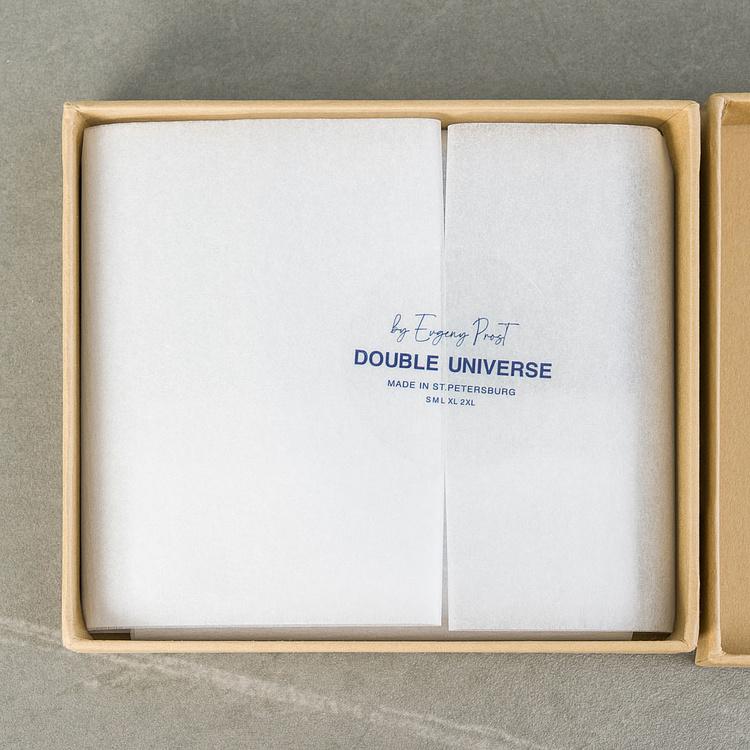 by Evgeny Prost
DOUBLE UNIVERSE
MADE IN ST.PETERSBURG
S M L XL 2XL